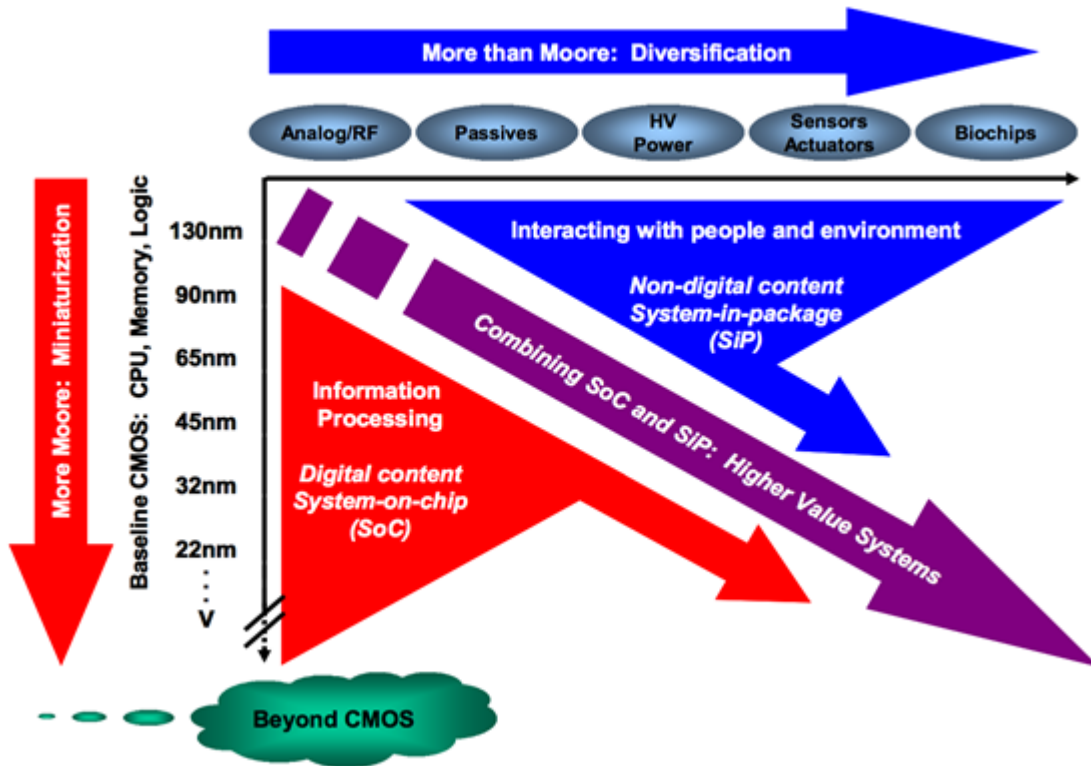 More than Moore: Diversification
Analog/RF
Passives
HV
Power
Sensors
Actuators
Biochips
More Moore: Miniaturization
Baseline CMOS: CPU, Memory, Logic
130nm
90nm
65nm
45nm
32nm
22nm
V
Interacting with people and environment
Non-digital content
System-in-package
(SiP)
Combining SoC and SiP: Higher Value Systems
Information
Processing
Digital content
System-on-chip
(SoC)
Beyond CMOS